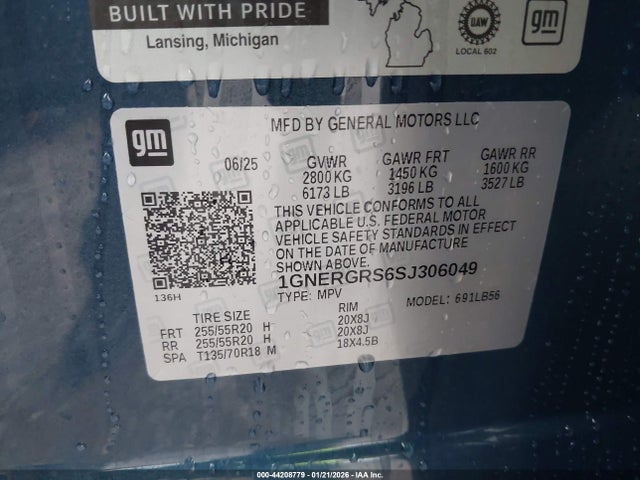 BUILT WITH PRIDE
Lansing, Michigan
UAW
LOCAL 602
gm
gm
MFD BY GENERAL MOTORS LLC
06/25 GVWR GAWR FRT GAWR RR
2800 KG 1450 KG 1600 KG
6173 LB 3196 LB 3527 LB
THIS VEHICLE CONFORMS TO ALL
APPLICABLE U.S. FEDERAL MOTOR
VEHICLE SAFETY STANDARDS IN EFFECT
ON THE DATE OF MANUFACTURE
SHOWN ABOVE.
1GNERGRS6SJ306049
TYPE: MPV MODEL: 691LB56
136H
TIRE SIZE RIM
FRT 255/55R20 H 20X8J
RR 255/55R20 H 20X8J
SPA T135/70R18 M 18X4.5B
000-44208779 - 01/21/2026 - IAA Inc.